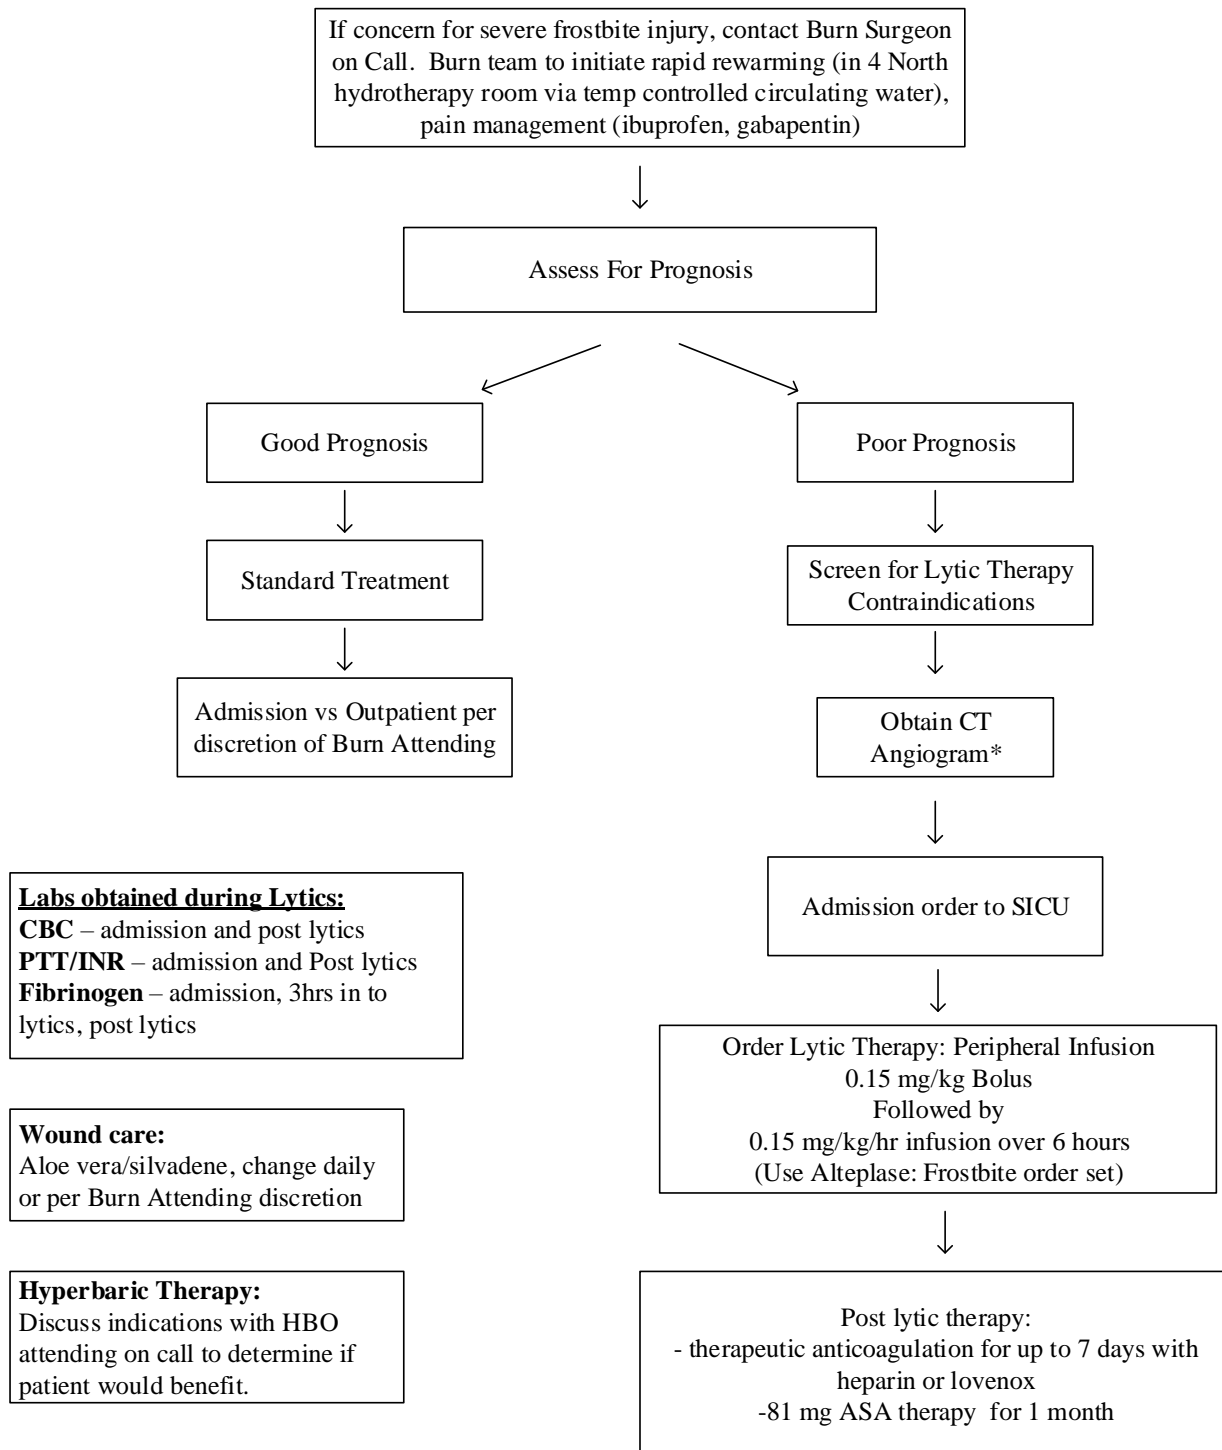 If concern for severe frostbite injury, contact Burn Surgeon
on Call.  Burn team to initiate rapid rewarming (in 4 North
hydrotherapy room via temp controlled circulating water),
pain management (ibuprofen, gabapentin)
Assess For Prognosis
Good Prognosis
Poor Prognosis
Standard Treatment
Screen for Lytic Therapy
Contraindications
Admission vs Outpatient per
discretion of Burn Attending
Obtain CT
Angiogram*
Admission order to SICU
Labs obtained during Lytics:
CBC – admission and post lytics
PTT/INR – admission and Post lytics
Fibrinogen – admission, 3hrs in to
lytics, post lytics
Order Lytic Therapy: Peripheral Infusion
0.15 mg/kg Bolus
Followed by
0.15 mg/kg/hr infusion over 6 hours
(Use Alteplase: Frostbite order set)
Wound care:
Aloe vera/silvadene, change daily
or per Burn Attending discretion
Hyperbaric Therapy:
Discuss indications with HBO
attending on call to determine if
patient would benefit.
Post lytic therapy:
- therapeutic anticoagulation for up to 7 days with
heparin or lovenox
-81 mg ASA therapy  for 1 month